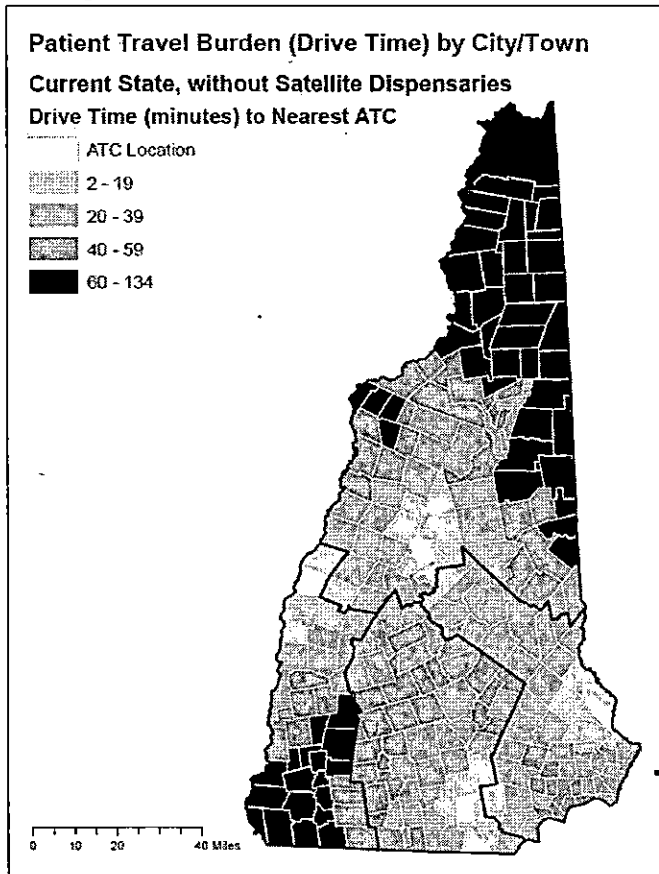 Patient Travel Burden (Drive Time) by City/Town
Current State, without Satellite Dispensaries
Drive Time (minutes) to Nearest ATC
ATC Location
2 - 19
20 - 39
40 - 59
60 - 134
0 10 20 40 Miles